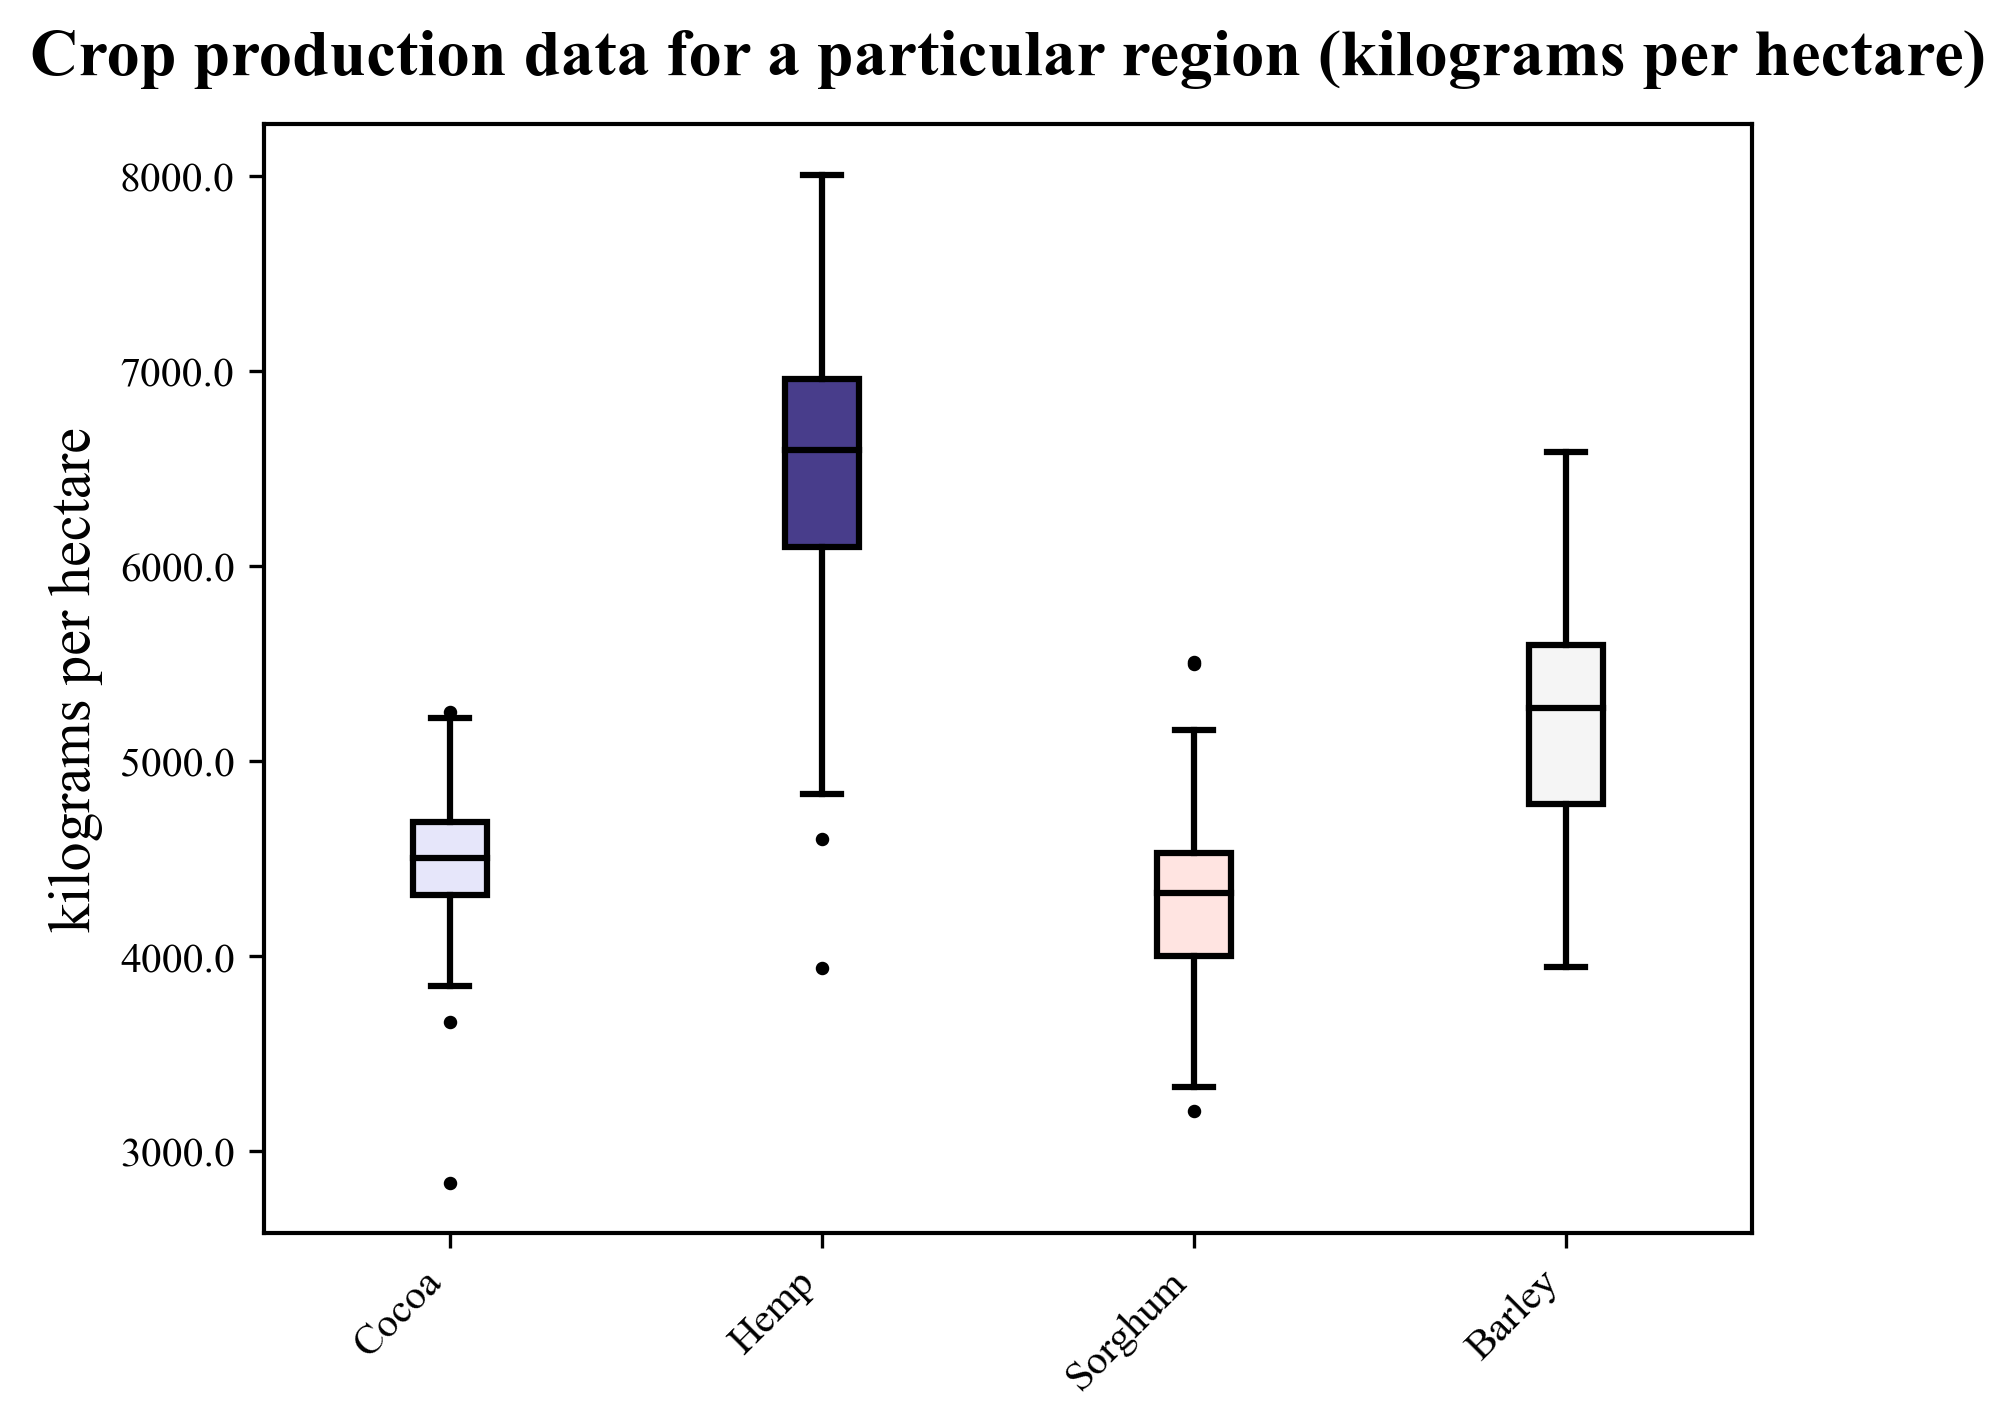 Crop production data for a particular region (kilograms per hectare)
kilograms per hectare
8000.0
7000.0
6000.0
5000.0
4000.0
3000.0
Cocoa
Hemp
Sorghum
Barley